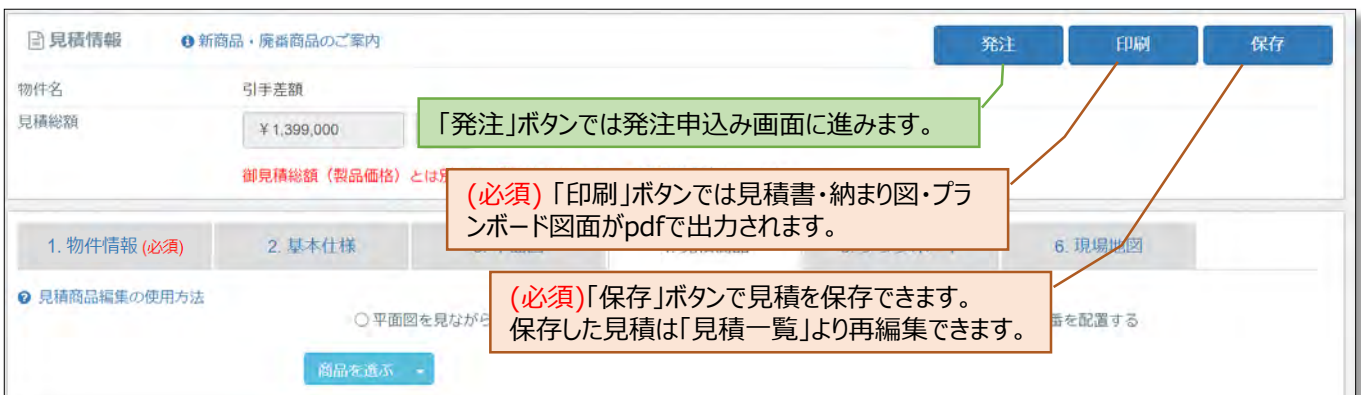 見積情報 新商品・廃番商品のご案内 発注 印刷 保存
物件名 引手差額
見積総額 ¥1,399,000
「発注」ボタンでは発注申込み画面に進みます。
御見積総額（製品価格）とは別
(必須)「印刷」ボタンでは見積書・納まり図・プラ
ンボード図面がpdfで出力されます。
1. 物件情報 (必須) 2. 基本仕様 6. 現場地図
見積商品編集の使用方法
(必須)「保存」ボタンで見積を保存できます。
保存した見積は「見積一覧」より再編集できます。
平面図を見ながら 番を配置する
商品を選ぶ